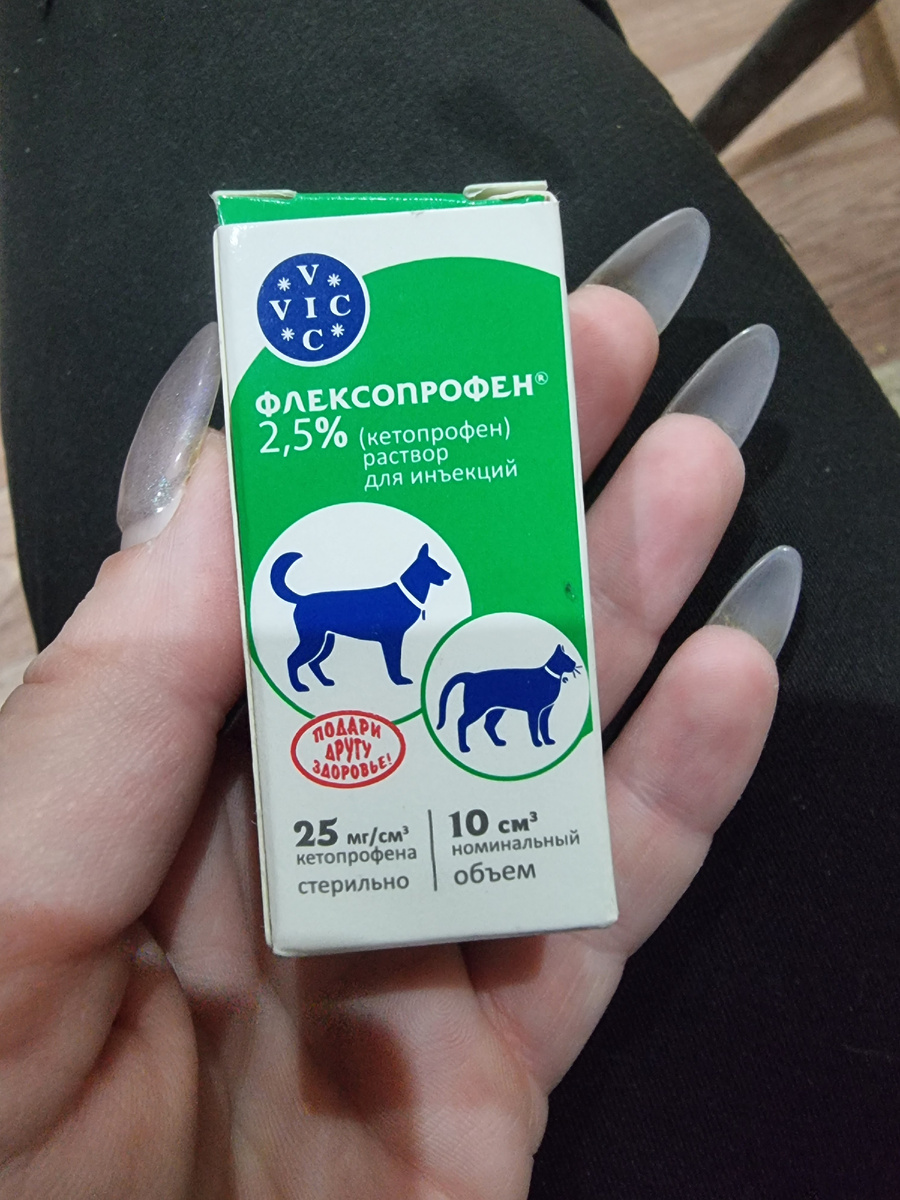 V
VIC
C
ФЛЕКСОПРОФЕН®
2,5% (кетопрофен)
раствор
для инъекций
ПОДАРИ
ДРУГУ
ЗДОРОВЬЕ!
25 мг/см³
кетопрофена
стерильно
10 см³
номинальный
объем